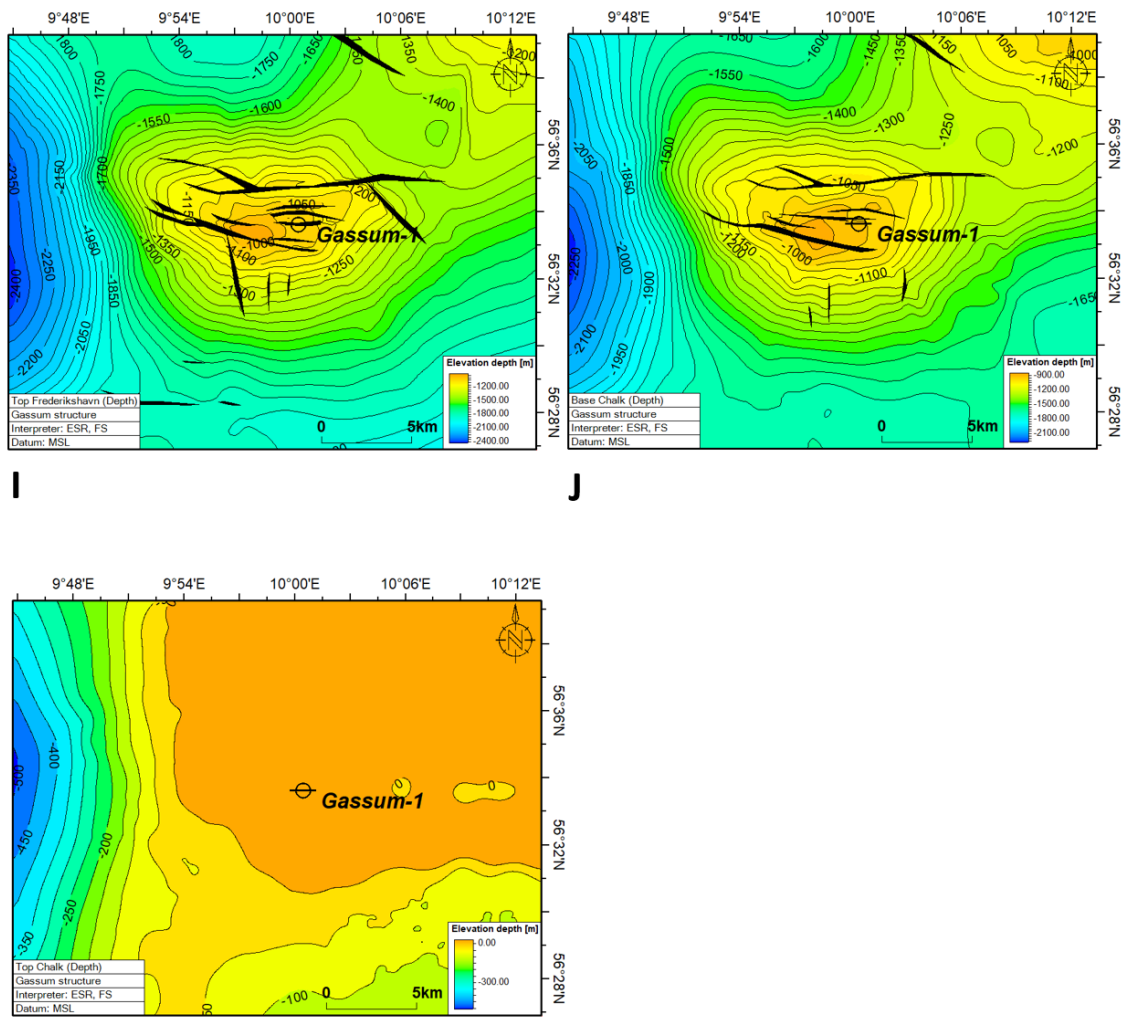 9°48'E 9°54'E 10°00'E 10°06'E 10°12'E
-1750
-1750
-1650
1350
-1400
-1600
-1550
-1700
-2350
-2150
1050
-1200
-1150
-1000
-1100
-1350
-1500
-1250
-1950
-1850
-2250
-2400
-2050
-2200
Gassum-1
56°36'N
56°32'N
56°28'N
N
Elevation depth [m]
-1200.00
-1500.00
-1800.00
-2100.00
-2400.00
Top Frederikshavn (Depth)
Gassum structure
Interpreter: ESR, FS
Datum: MSL
0 5km
I
9°48'E 9°54'E 10°00'E 10°06'E 10°12'E
-1650
-1600
-1450
-1350
1150
1050
-1100
-1550
-1400
-1300
-1250
-1200
-1500
-2050
-1850
-1050
-1150
-1200
-1000
-1100
-2250
-2000
-1900
-2100
-1950
Gassum-1
56°36'N
56°32'N
56°28'N
N
Elevation depth [m]
-900.00
-1200.00
-1500.00
-1800.00
-2100.00
Base Chalk (Depth)
Gassum structure
Interpreter: ESR, FS
Datum: MSL
0 5km
J
9°48'E 9°54'E 10°00'E 10°06'E 10°12'E
-400
-500
-450
-200
-250
-350
-100
0
0
Gassum-1
56°36'N
56°32'N
56°28'N
N
Elevation depth [m]
0.00
-300.00
Top Chalk (Depth)
Gassum structure
Interpreter: ESR, FS
Datum: MSL
0 5km